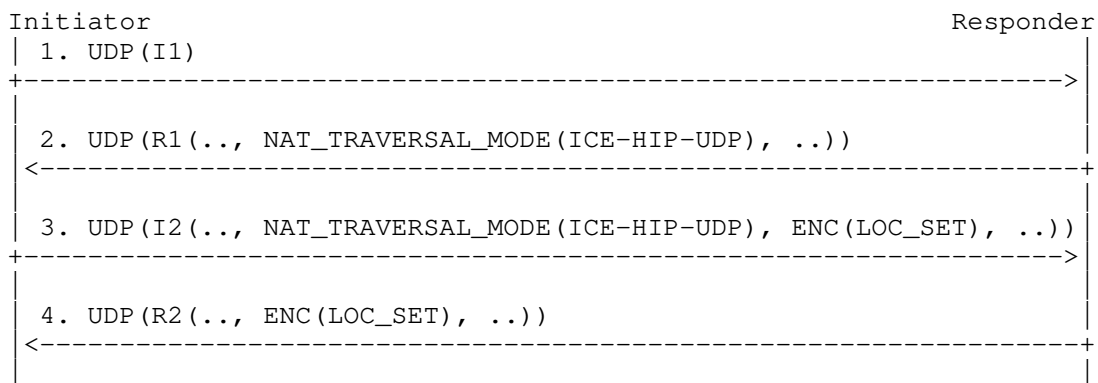 Initiator Responder
1. UDP(I1)
2. UDP(R1(.., NAT_TRAVERSAL_MODE(ICE-HIP-UDP), ..))
3. UDP(I2(.., NAT_TRAVERSAL_MODE(ICE-HIP-UDP), ENC(LOC_SET), ..))
4. UDP(R2(.., ENC(LOC_SET), ..))